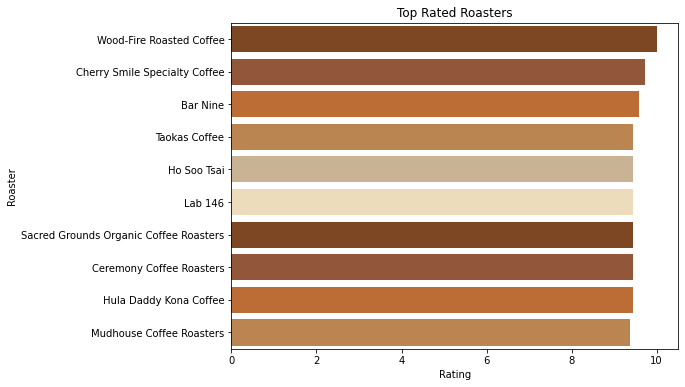 Top Rated Roasters
Roaster
Wood-Fire Roasted Coffee
Cherry Smile Specialty Coffee
Bar Nine
Taokas Coffee
Ho Soo Tsai
Lab 146
Sacred Grounds Organic Coffee Roasters
Ceremony Coffee Roasters
Hula Daddy Kona Coffee
Mudhouse Coffee Roasters
0 2 4 6 8 10
Rating